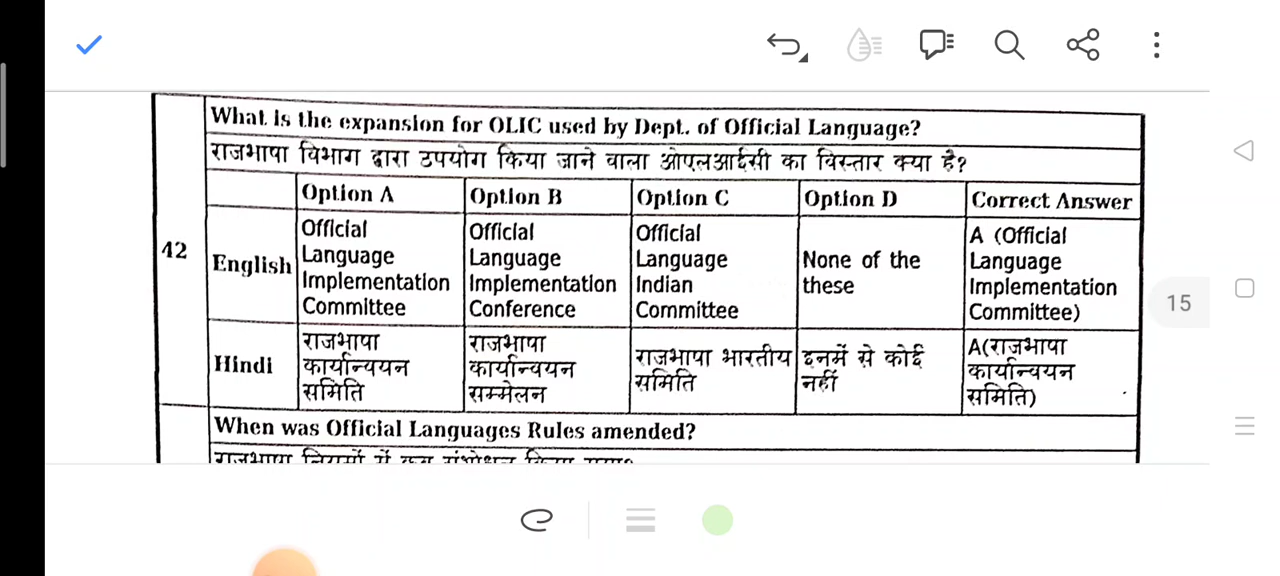 What is the expansion for OLIC used by Dept. of Official Language?
राजभाषा विभाग द्वारा उपयोग किया जाने वाला ओएलआईसी का विस्तार क्या है?
Option A
Option B
Option C
Option D
Correct Answer
42
English
Official
Language
Implementation
Committee
Official
Language
Implementation
Conference
Official
Language
Indian
Committee
None of the
these
A (Official
Language
Implementation
Committee)
Hindi
राजभाषा
कार्यान्वयन
समिति
राजभाषा
कार्यान्वयन
सम्मेलन
राजभाषा भारतीय
समिति
इनमें से कोई
नहीं
A(राजभाषा
कार्यान्वयन
समिति)
15
When was Official Languages Rules amended?